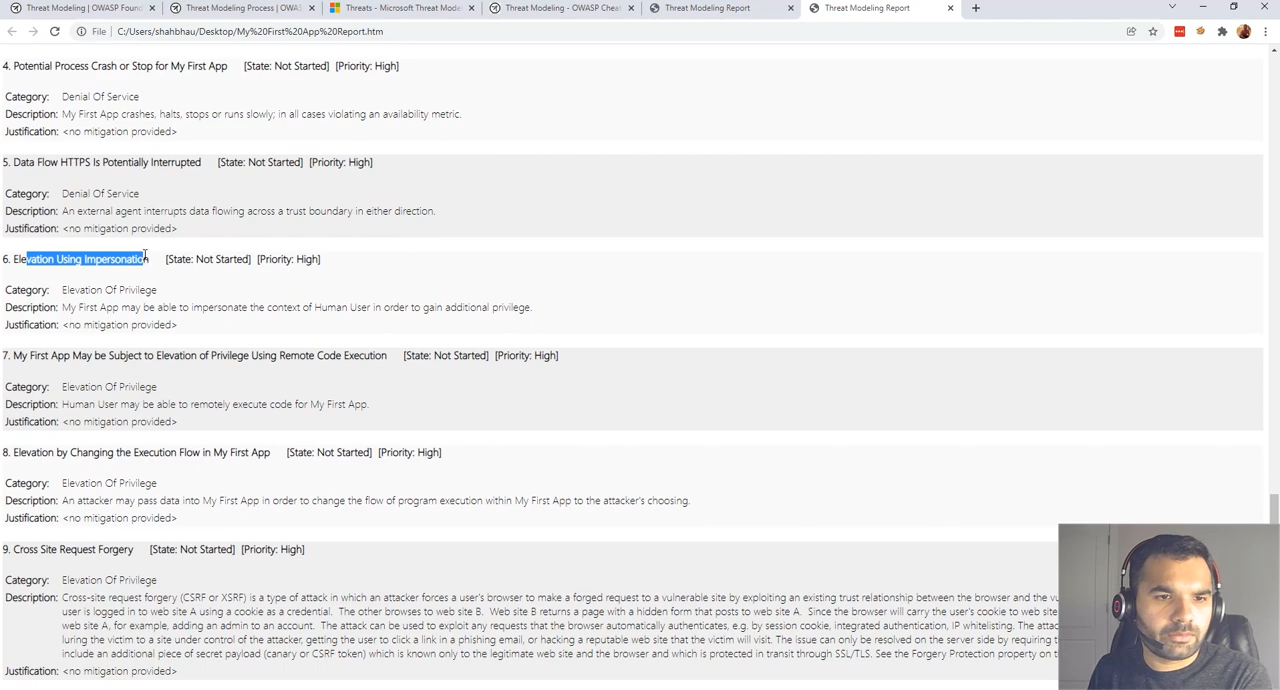 Threat Modeling | OWASP Found
Threat Modeling Process | OWAS
Threats - Microsoft Threat Mode
Threat Modeling - OWASP Cheat
Threat Modeling Report
Threat Modeling Report
File | C:/Users/shahbhau/Desktop/My%20First%20App%20Report.htm
4. Potential Process Crash or Stop for My First App [State: Not Started] [Priority: High]
Category: Denial Of Service
Description: My First App crashes, halts, stops or runs slowly; in all cases violating an availability metric.
Justification: <no mitigation provided>
5. Data Flow HTTPS Is Potentially Interrupted [State: Not Started] [Priority: High]
Category: Denial Of Service
Description: An external agent interrupts data flowing across a trust boundary in either direction.
Justification: <no mitigation provided>
6. Elevation Using Impersonation [State: Not Started] [Priority: High]
Category: Elevation Of Privilege
Description: My First App may be able to impersonate the context of Human User in order to gain additional privilege.
Justification: <no mitigation provided>
7. My First App May be Subject to Elevation of Privilege Using Remote Code Execution [State: Not Started] [Priority: High]
Category: Elevation Of Privilege
Description: Human User may be able to remotely execute code for My First App.
Justification: <no mitigation provided>
8. Elevation by Changing the Execution Flow in My First App [State: Not Started] [Priority: High]
Category: Elevation Of Privilege
Description: An attacker may pass data into My First App in order to change the flow of program execution within My First App to the attacker's choosing.
Justification: <no mitigation provided>
9. Cross Site Request Forgery [State: Not Started] [Priority: High]
Category: Elevation Of Privilege
Description: Cross-site request forgery (CSRF or XSRF) is a type of attack in which an attacker forces a user's browser to make a forged request to a vulnerable site by exploiting an existing trust relationship between the browser and the vu
user is logged in to web site A using a cookie as a credential. The other browses to web site B. Web site B returns a page with a hidden form that posts to web site A. Since the browser will carry the user's cookie to web site
web site A, for example, adding an admin to an account. The attack can be used to exploit any requests that the browser automatically authenticates, e.g. by session cookie, integrated authentication, IP whitelisting. The attac
luring the victim to a site under control of the attacker, getting the user to click a link in a phishing email, or hacking a reputable web site that the victim will visit. The issue can only be resolved on the server side by requiring t
include an additional piece of secret payload (canary or CSRF token) which is known only to the legitimate web site and the browser and which is protected in transit through SSL/TLS. See the Forgery Protection property on t
Justification: <no mitigation provided>